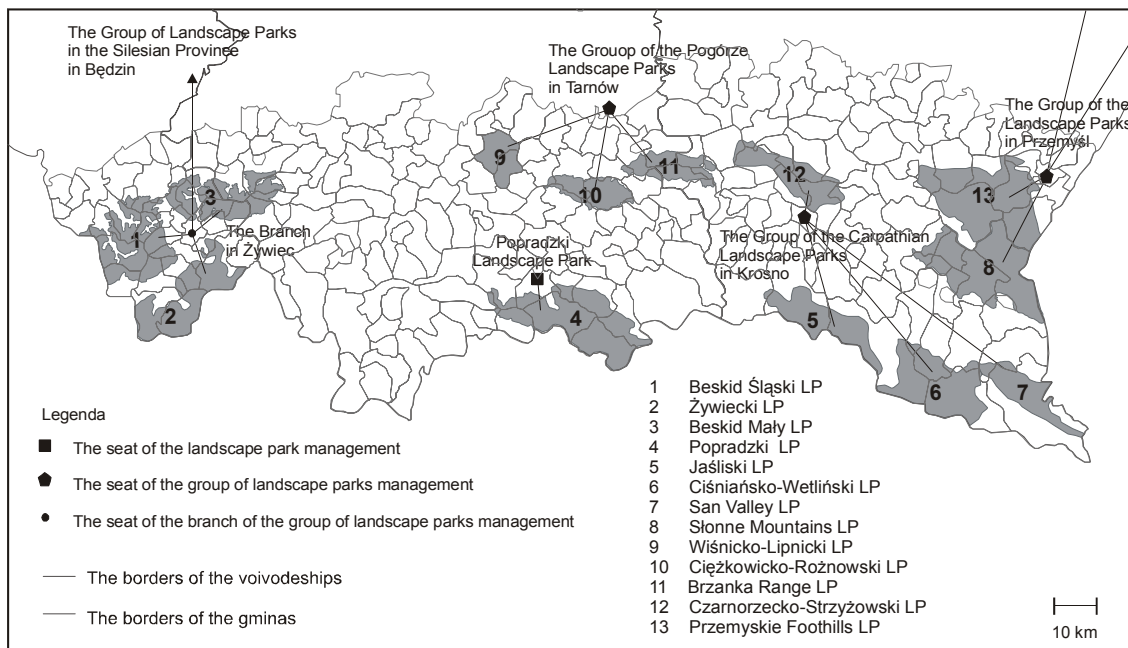 The Group of Landscape Parks
in the Silesian Province
in Będzin
The Grouop of the Pogórze
Landscape Parks
in Tarnów
The Group of the
Landscape Parks
in Przemyśl
9
11
12
13
10
3
1
The Branch
in Żywiec
Popradzki
Landscape Park
The Group of the Carpathian
Landscape Parks
in Krosno
8
2
4
5
6
7
Legenda
The seat of the landscape park management
The seat of the group of landscape parks management
The seat of the branch of the group of landscape parks management
The borders of the voivodeships
The borders of the gminas
1 Beskid Śląski LP
2 Żywiecki LP
3 Beskid Mały LP
4 Popradzki LP
5 Jaśliski LP
6 Ciśniańsko-Wetliński LP
7 San Valley LP
8 Słonne Mountains LP
9 Wiśnicko-Lipnicki LP
10 Ciężkowicko-Rożnowski LP
11 Brzanka Range LP
12 Czarnorzecko-Strzyżowski LP
13 Przemyskie Foothills LP
10 km